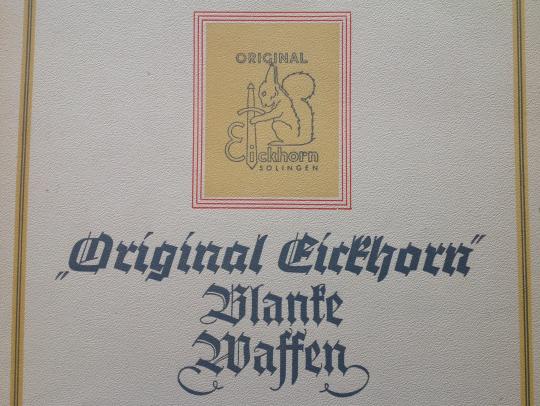 ORIGINAL
Eickhorn
SOLINGEN
„Original Eickhorn“
Blanke
Waffen